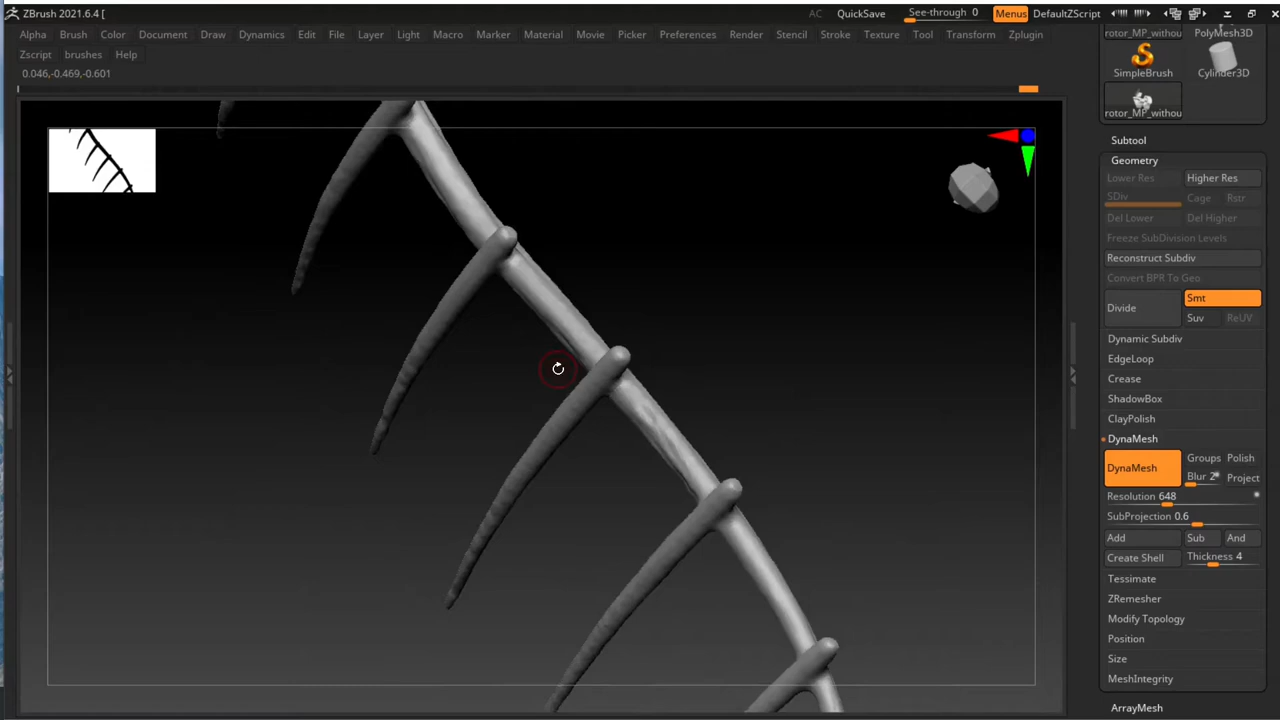 ZBrush 2021.6.4 [
AC QuickSave See-through 0 Menus DefaultZScript
Alpha Brush Color Document Draw Dynamics Edit File Layer Light Macro Marker Material Movie Picker Preferences Render Stencil Stroke Texture Tool Transform Zplugin
Zscript brushes Help
0.046,-0.469,-0.601
rotor_MP_withou PolyMesh3D
SimpleBrush Cylinder3D
rotor_MP_withou
Subtool
Geometry
Lower Res Higher Res
SDiv Cage Rstr
Del Lower Del Higher
Freeze SubDivision Levels
Reconstruct Subdiv
Convert BPR To Geo
Divide Smt
Suv ReUV
Dynamic Subdiv
EdgeLoop
Crease
ShadowBox
ClayPolish
DynaMesh
DynaMesh Groups Polish
Blur 2 Project
Resolution 648
SubProjection 0.6
Add Sub And
Create Shell Thickness 4
Tessimate
ZRemesher
Modify Topology
Position
Size
MeshIntegrity
ArrayMesh